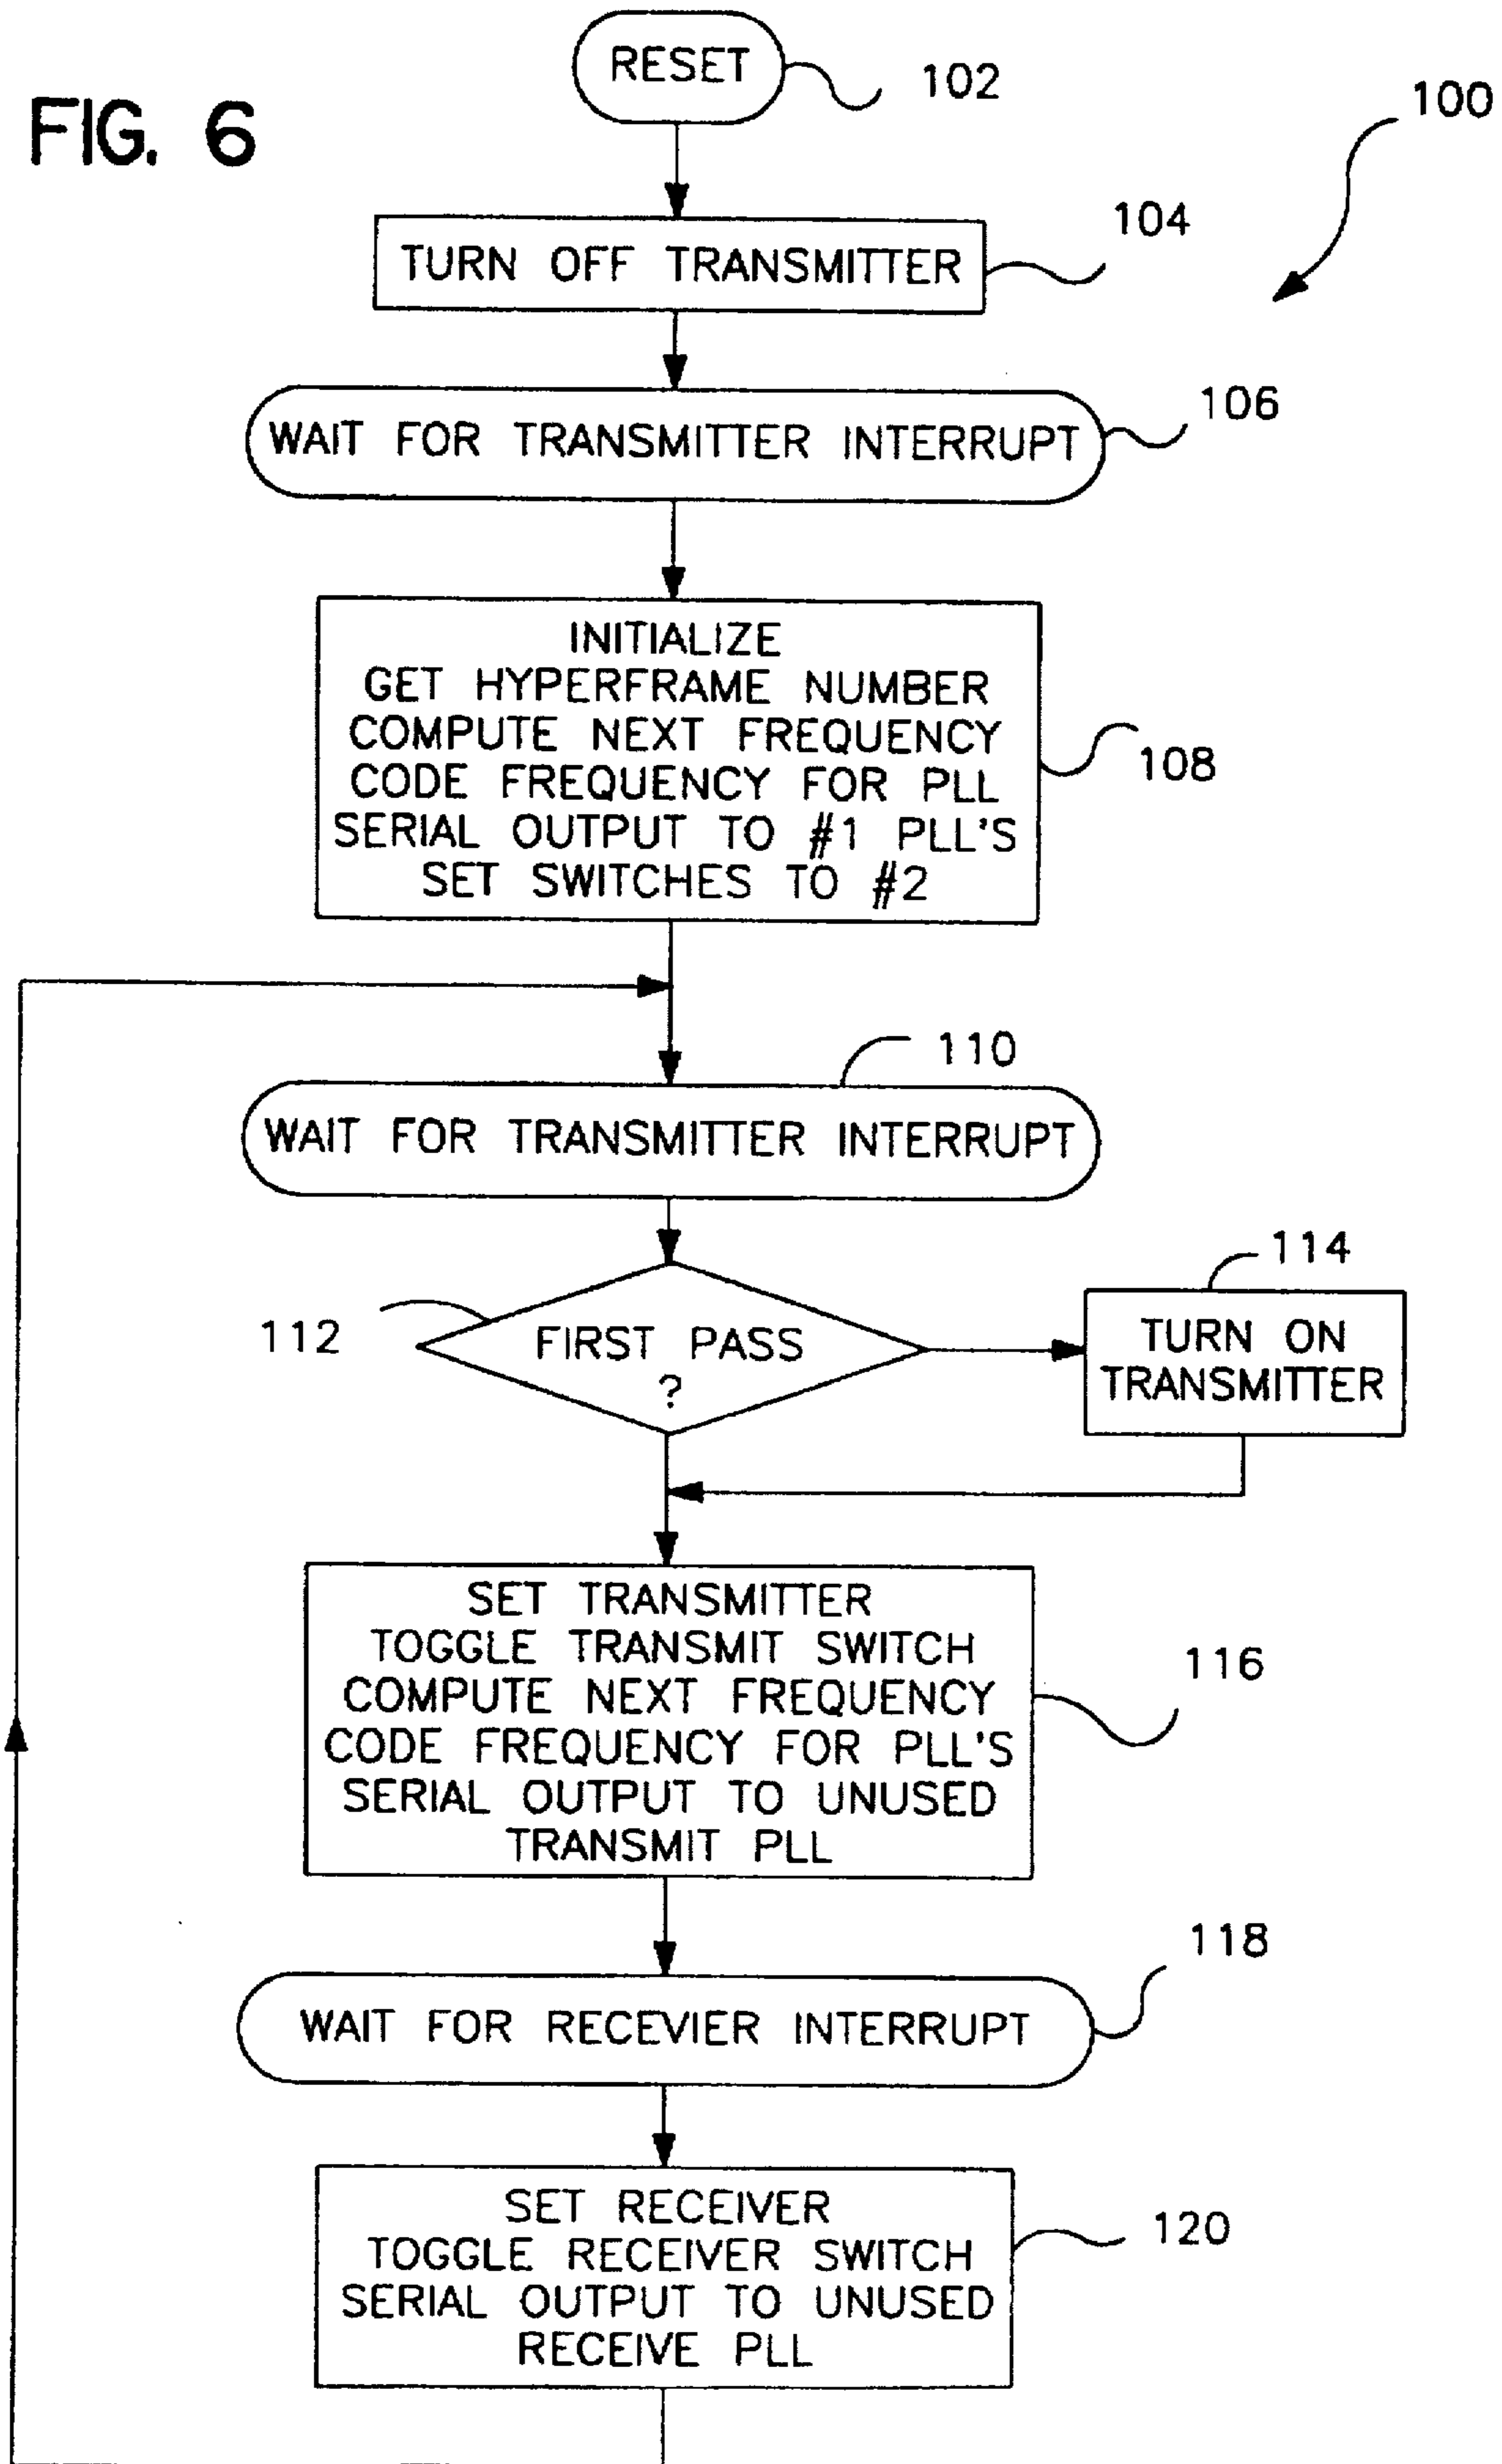 FIG. 6
RESET
102
100
TURN OFF TRANSMITTER
104
WAIT FOR TRANSMITTER INTERRUPT
106
INITIALIZE
GET HYPERFRAME NUMBER
COMPUTE NEXT FREQUENCY
CODE FREQUENCY FOR PLL
SERIAL OUTPUT TO #1 PLL'S
SET SWITCHES TO #2
108
110
WAIT FOR TRANSMITTER INTERRUPT
112
FIRST PASS
?
114
TURN ON
TRANSMITTER
SET TRANSMITTER
TOGGLE TRANSMIT SWITCH
COMPUTE NEXT FREQUENCY
CODE FREQUENCY FOR PLL'S
SERIAL OUTPUT TO UNUSED
TRANSMIT PLL
116
118
WAIT FOR RECEVIER INTERRUPT
SET RECEIVER
TOGGLE RECEIVER SWITCH
SERIAL OUTPUT TO UNUSED
RECEIVE PLL
120